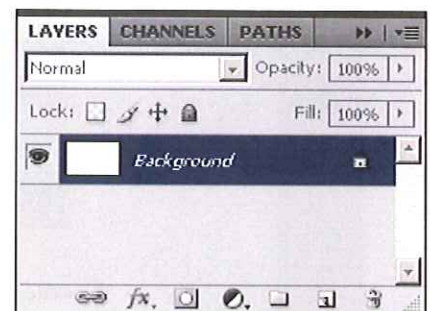 LAYERS CHANNELS PATHS
Normal Opacity: 100%
Lock: Fill: 100%
Background
fx.